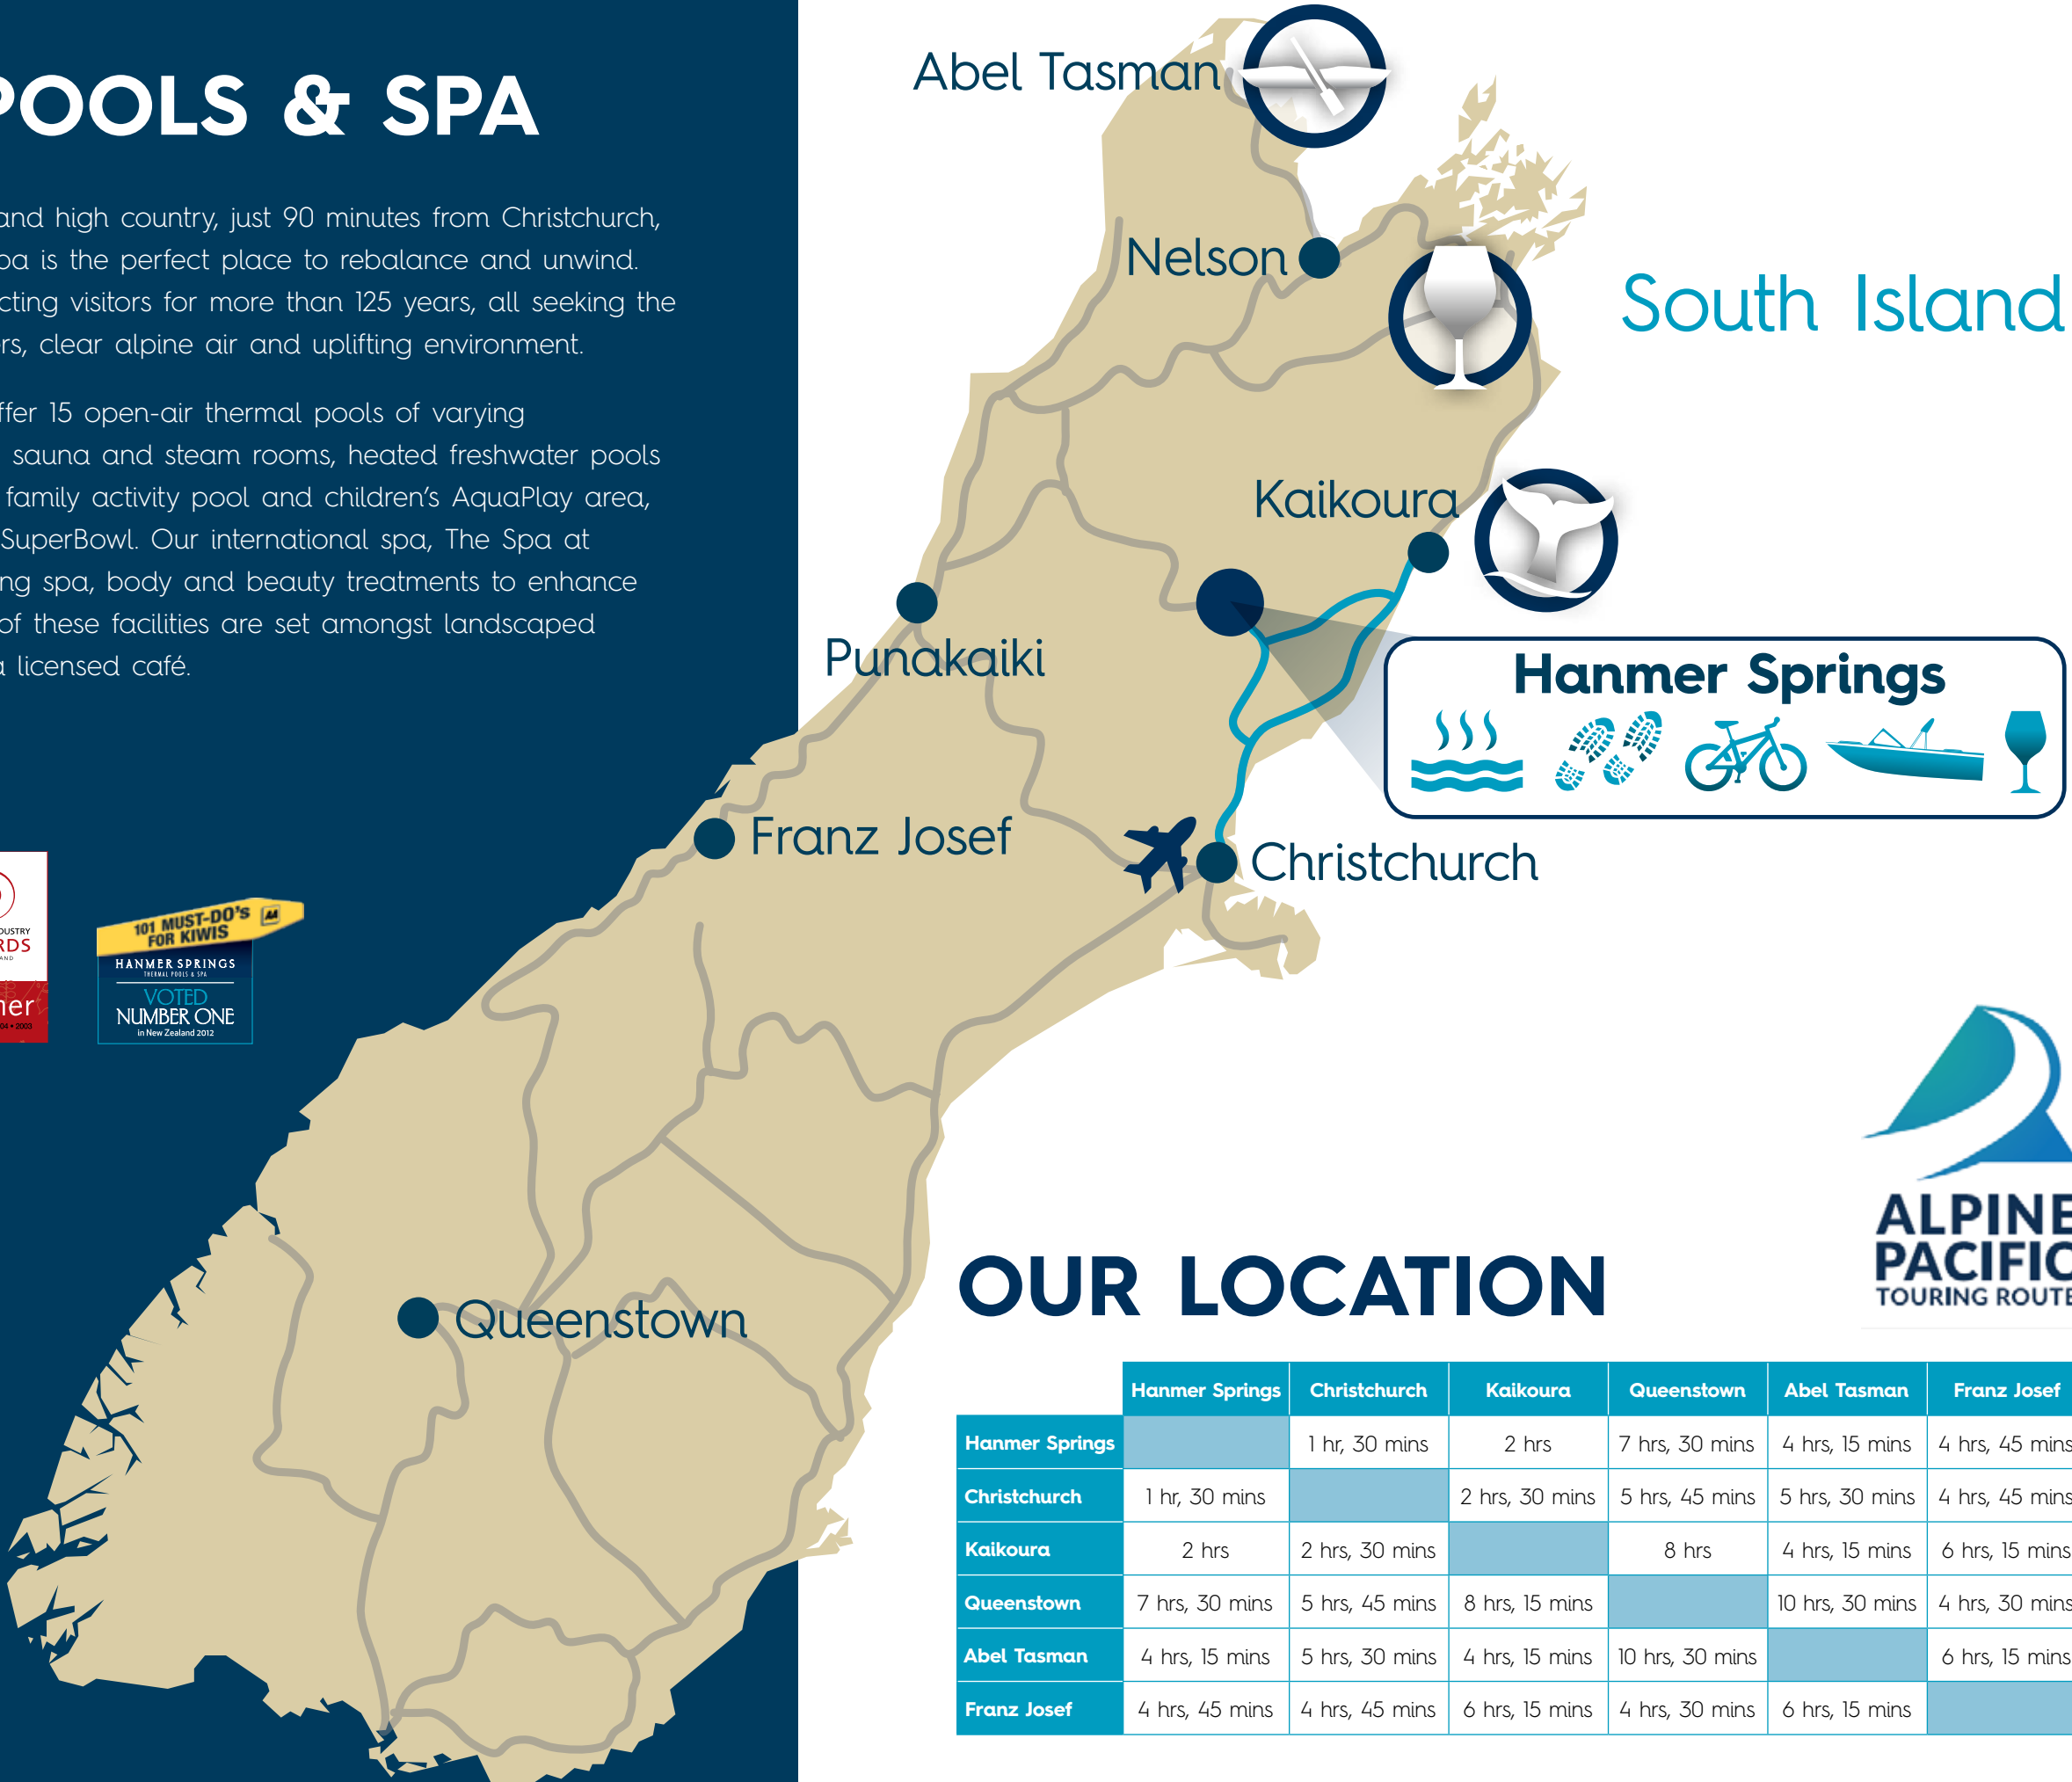 POOLS & SPA
and high country, just 90 minutes from Christchurch,
pa is the perfect place to rebalance and unwind.
cting visitors for more than 125 years, all seeking the
rs, clear alpine air and uplifting environment.
ffer 15 open-air thermal pools of varying
sauna and steam rooms, heated freshwater pools
family activity pool and children's AquaPlay area,
SuperBowl. Our international spa, The Spa at
ng spa, body and beauty treatments to enhance
of these facilities are set amongst landscaped
a licensed café.
DUSTRY
RDS
AND
ner
04 • 2003
101 MUST-DO's
FOR KIWIS
AA
HANMER SPRINGS
THERMAL POOLS & SPA
VOTED
NUMBER ONE
in New Zealand 2012
Abel Tasman
Nelson
South Island
Kaikoura
Punakaiki
Hanmer Springs
Franz Josef
Christchurch
Queenstown
ALPINE
PACIFIC
TOURING ROUTE
OUR LOCATION
Hanmer Springs Christchurch Kaikoura Queenstown Abel Tasman Franz Josef
Hanmer Springs 1 hr, 30 mins 2 hrs 7 hrs, 30 mins 4 hrs, 15 mins 4 hrs, 45 mins
Christchurch 1 hr, 30 mins 2 hrs, 30 mins 5 hrs, 45 mins 5 hrs, 30 mins 4 hrs, 45 mins
Kaikoura 2 hrs 2 hrs, 30 mins 8 hrs 4 hrs, 15 mins 6 hrs, 15 mins
Queenstown 7 hrs, 30 mins 5 hrs, 45 mins 8 hrs, 15 mins 10 hrs, 30 mins 4 hrs, 30 mins
Abel Tasman 4 hrs, 15 mins 5 hrs, 30 mins 4 hrs, 15 mins 10 hrs, 30 mins 6 hrs, 15 mins
Franz Josef 4 hrs, 45 mins 4 hrs, 45 mins 6 hrs, 15 mins 4 hrs, 30 mins 6 hrs, 15 mins